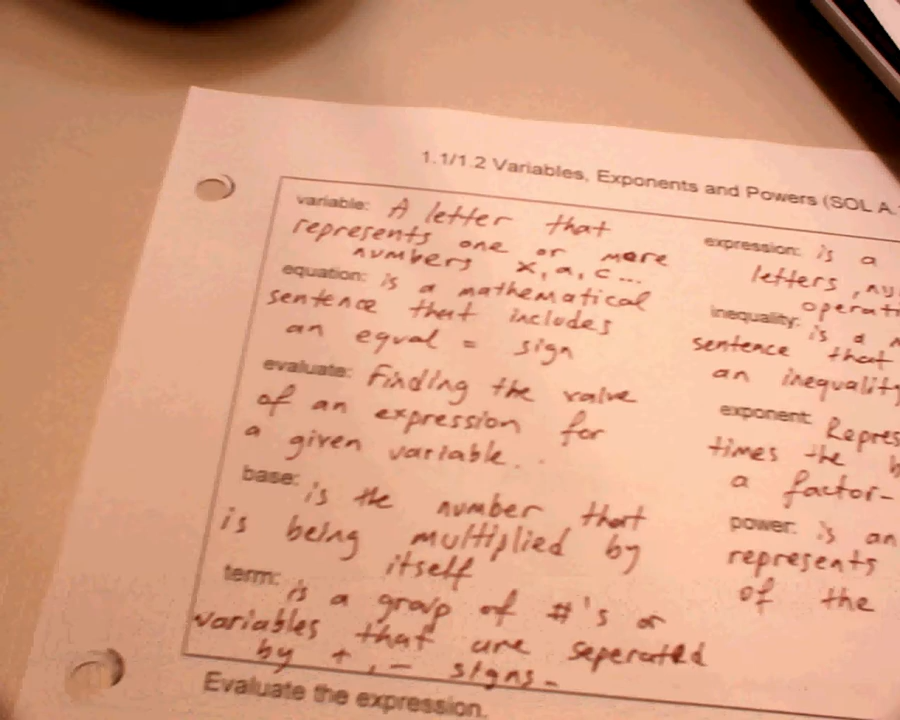 1.1/1.2 Variables, Exponents and Powers (SOL A.
variable: A letter that
represents one or more
numbers x, a, c...
equation: is a mathematical
sentence that includes
an equal = sign
evaluate: Finding the value
of an expression for
a given variable...
base: is the number that
is being multiplied by
itself
term: is a group of #'s or
variables that are seperated
by +, - signs-
expression: is a
letters,
inequality: is a
sentence that
an
exponent:
times the
a factor-
power: is an
represents
of the
Evaluate the expression.